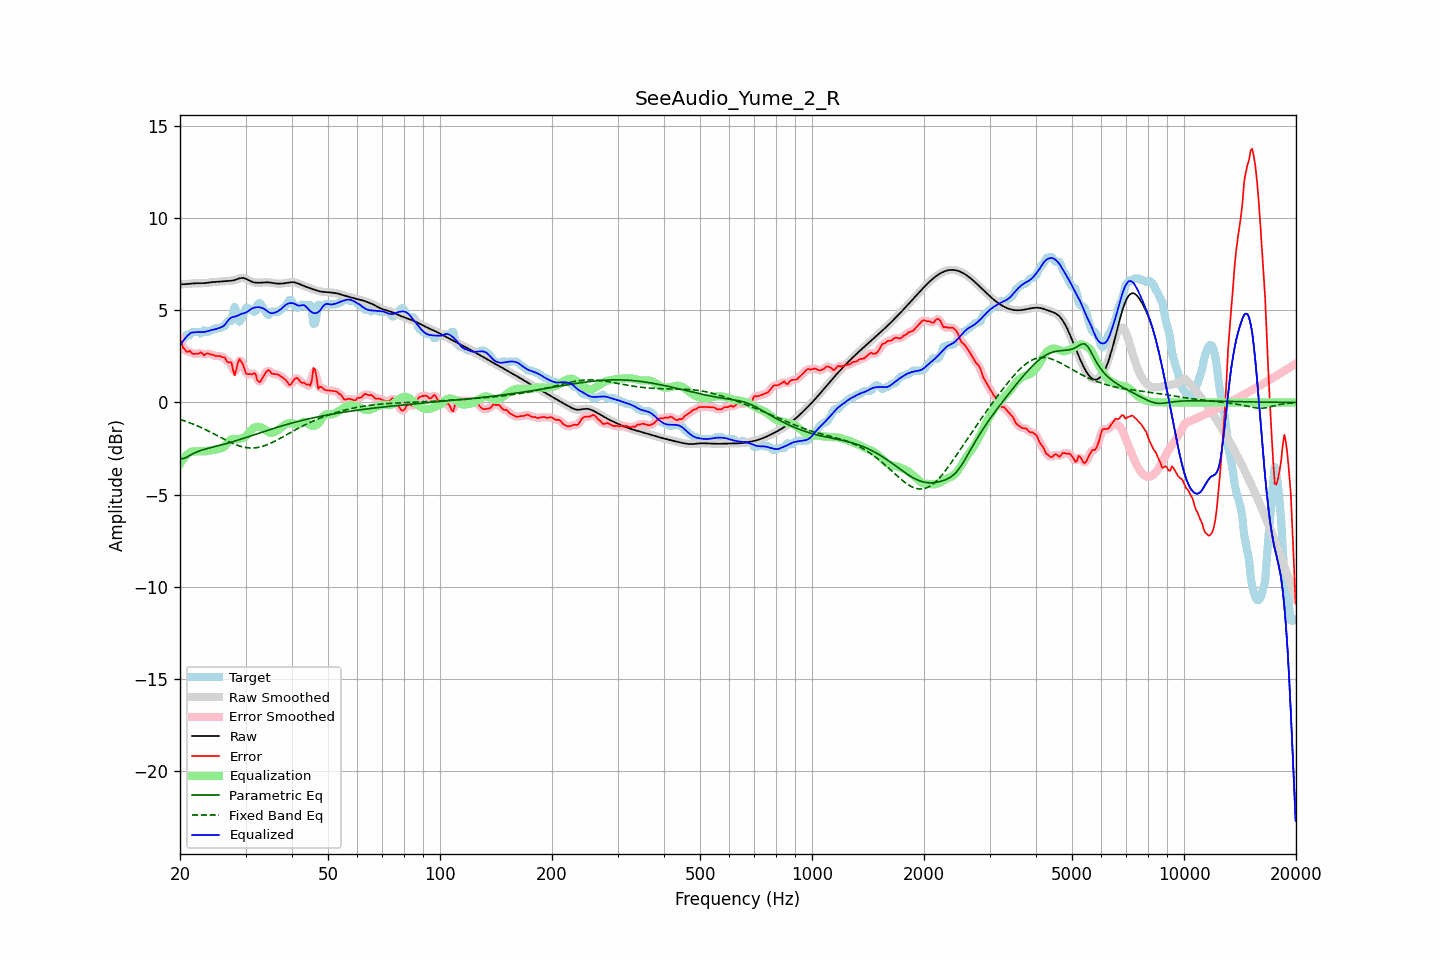 SeeAudio_Yume_2_R
Amplitude (dBr)
15
10
5
0
−5
−10
−15
−20
Target
Raw Smoothed
Error Smoothed
Raw
Error
Equalization
Parametric Eq
Fixed Band Eq
Equalized
20 50 100 200 500 1000 2000 5000 10000 20000
Frequency (Hz)